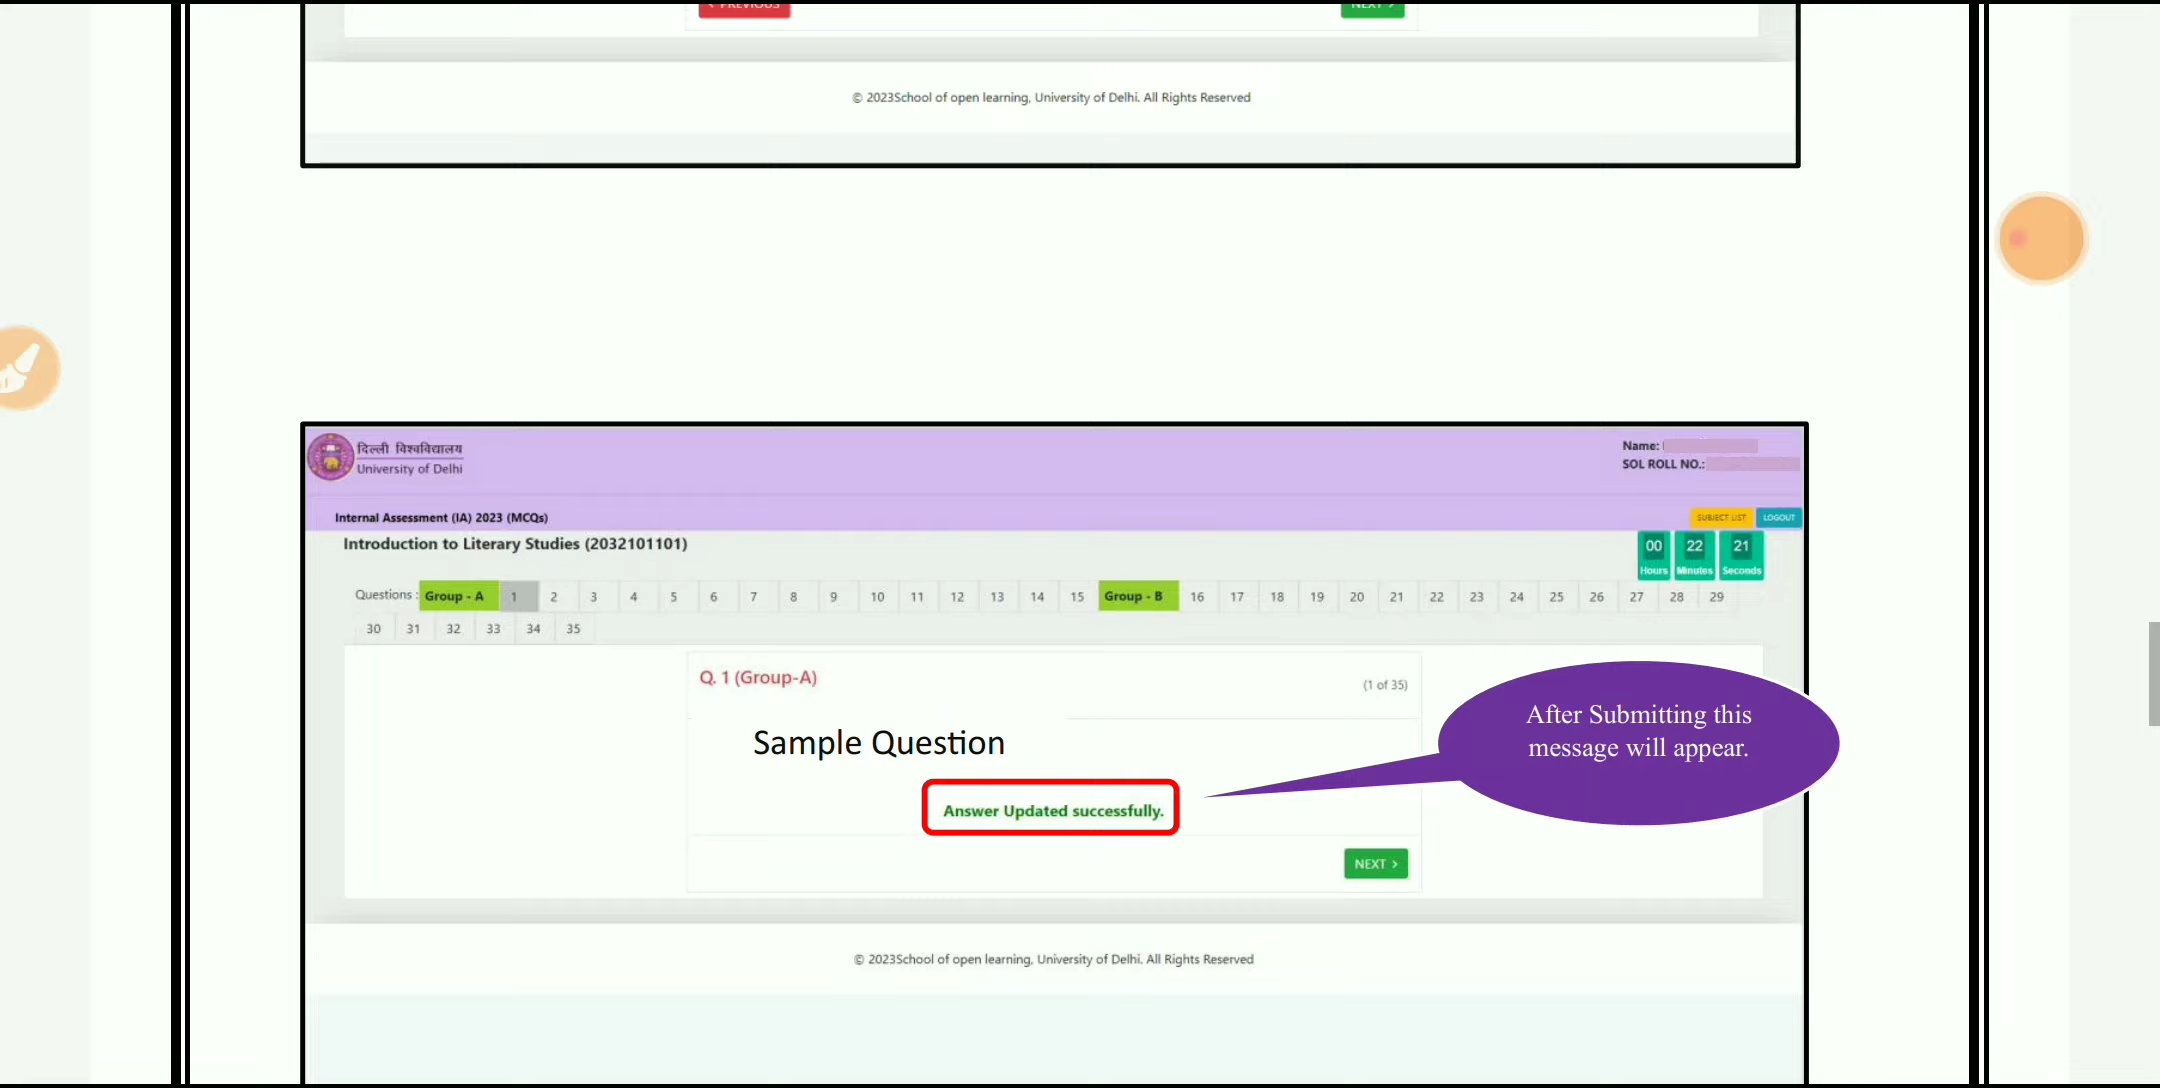 < PREVIOUS
NEXT >
© 2023School of open learning, University of Delhi. All Rights Reserved
दिल्ली विश्वविद्यालय
University of Delhi
Name:
SOL ROLL NO.:
Internal Assessment (IA) 2023 (MCQs)
SUBJECT LIST
LOGOUT
Introduction to Literary Studies (2032101101)
00 22 21
Hours Minutes Seconds
Questions : Group - A 1 2 3 4 5 6 7 8 9 10 11 12 13 14 15 Group - B 16 17 18 19 20 21 22 23 24 25 26 27 28 29
30 31 32 33 34 35
Q. 1 (Group-A)
(1 of 35)
After Submitting this
message will appear.
Sample Question
Answer Updated successfully.
NEXT >
© 2023School of open learning, University of Delhi. All Rights Reserved